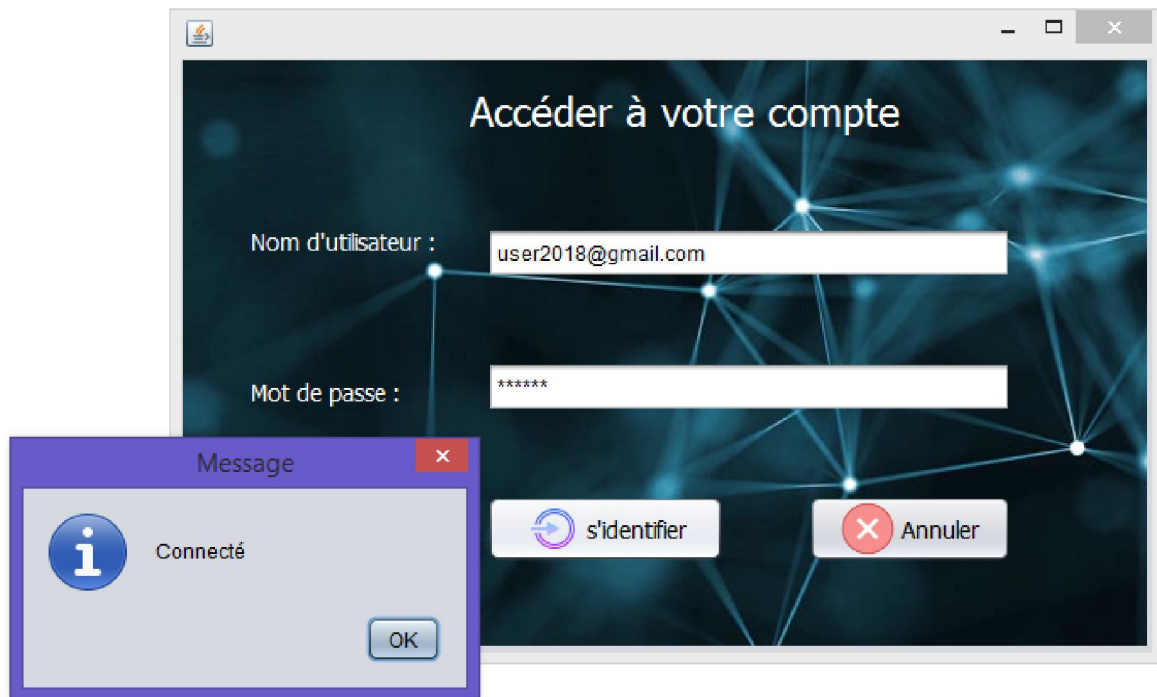 Accéder à votre compte
Nom d'utilisateur :
user2018@gmail.com
Mot de passe :
******
s'identifier
Annuler
Message
Connecté
OK